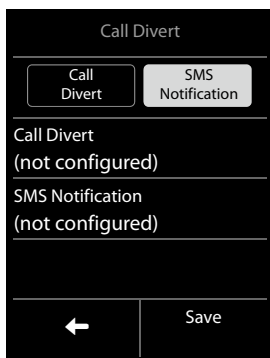 Call Divert
Call
Divert
SMS
Notification
Call Divert
(not configured)
SMS Notification
(not configured)
Save